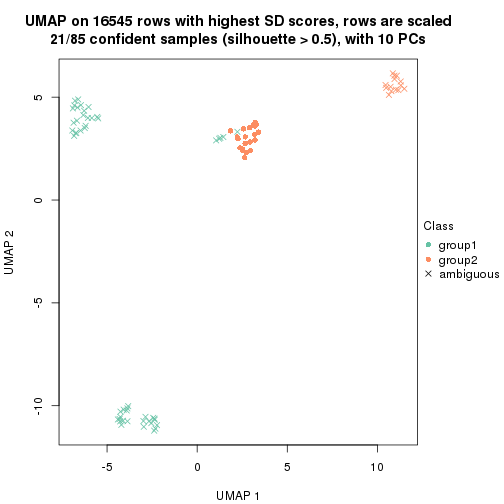 UMAP on 16545 rows with highest SD scores, rows are scaled
21/85 confident samples (silhouette > 0.5), with 10 PCs
5
0
-5
-10
UMAP 2
-5
0
5
10
UMAP 1
Class
group1
group2
ambiguous